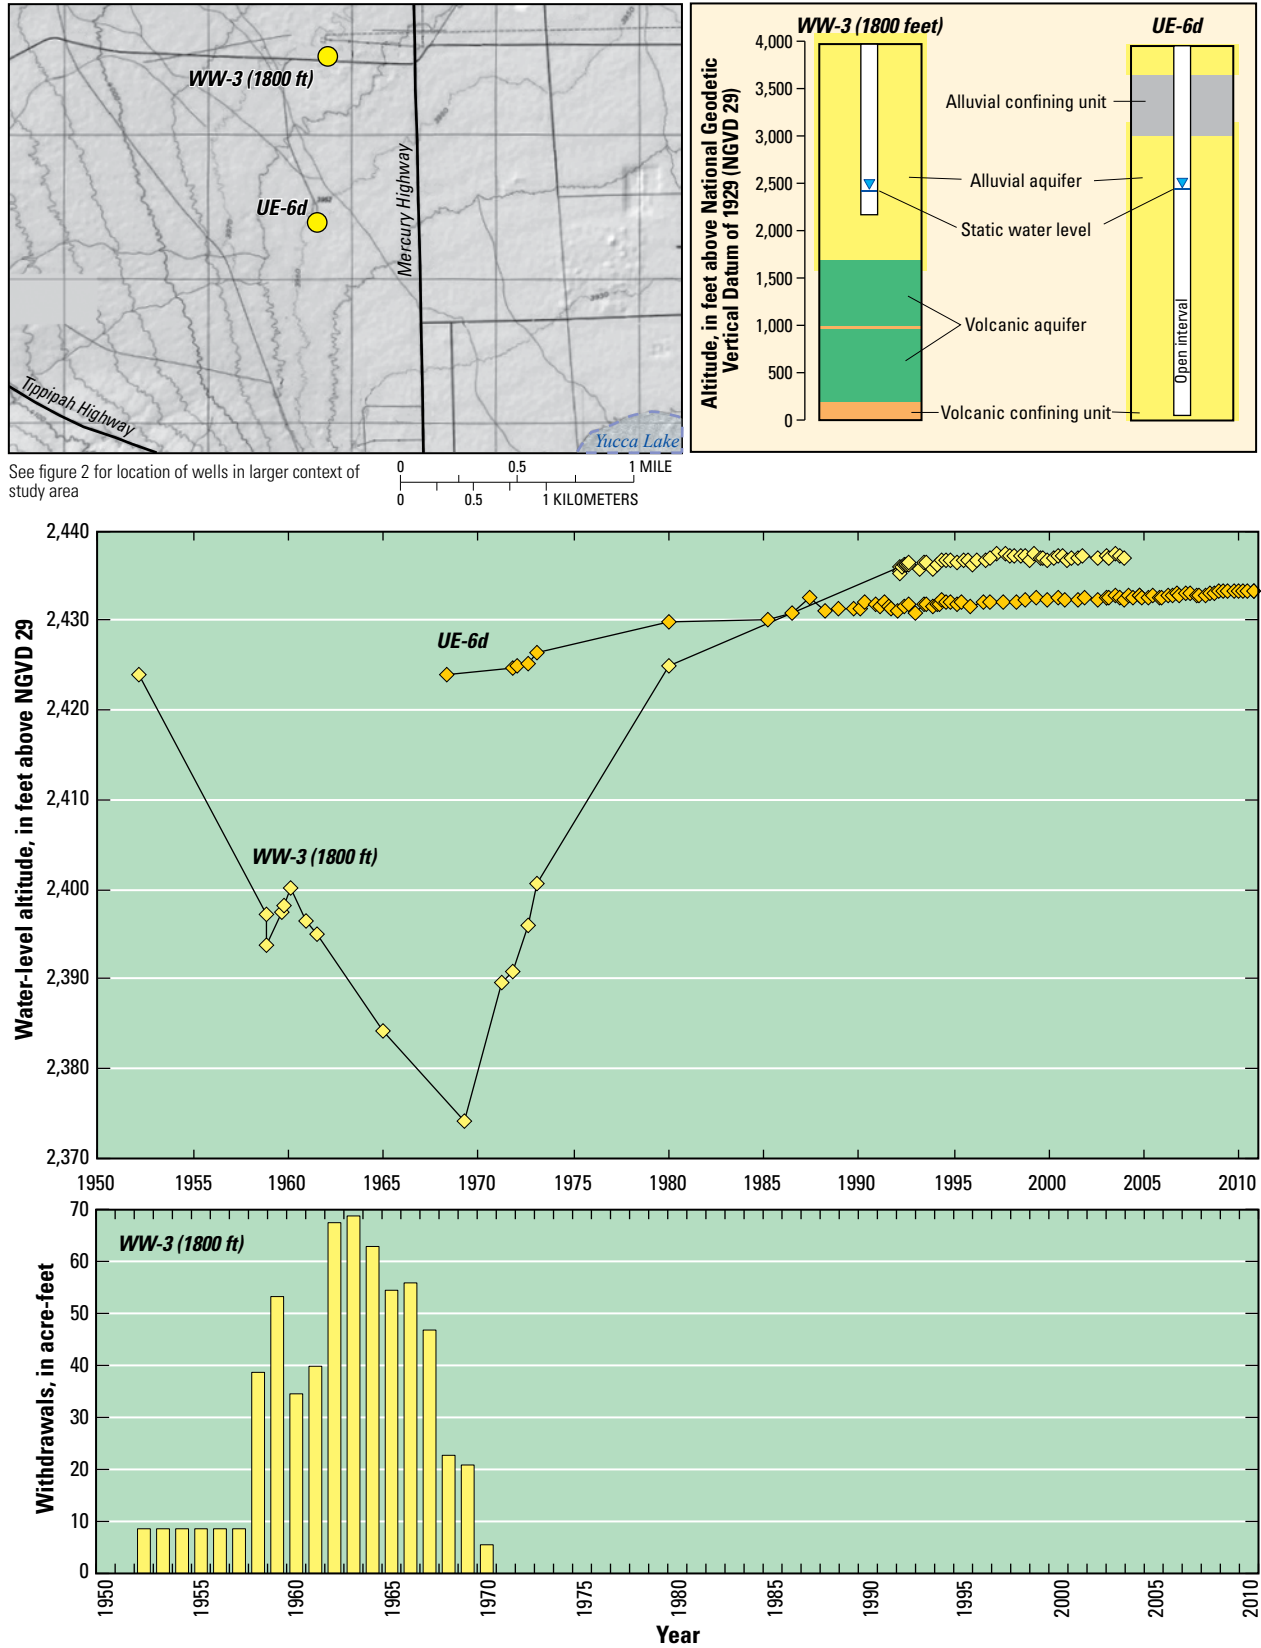 WW-3 (1800 ft)
UE-6d
Mercury Highway
Tippipah Highway
Yucca Lake
See figure 2 for location of wells in larger context of
study area
0 0.5 1 MILE
0 0.5 1 KILOMETERS
WW-3 (1800 feet)
UE-6d
Altitude, in feet above National Geodetic
Vertical Datum of 1929 (NGVD 29)
4,000
3,500
3,000
2,500
2,000
1,500
1,000
500
0
Alluvial confining unit
Alluvial aquifer
Static water level
Volcanic aquifer
Volcanic confining unit
Open interval
Water-level altitude, in feet above NGVD 29
2,440
2,430
2,420
2,410
2,400
2,390
2,380
2,370
UE-6d
WW-3 (1800 ft)
1950 1955 1960 1965 1970 1975 1980 1985 1990 1995 2000 2005 2010
Withdrawals, in acre-feet
70
60
50
40
30
20
10
0
WW-3 (1800 ft)
1950 1955 1960 1965 1970 1975 1980 1985 1990 1995 2000 2005 2010
Year